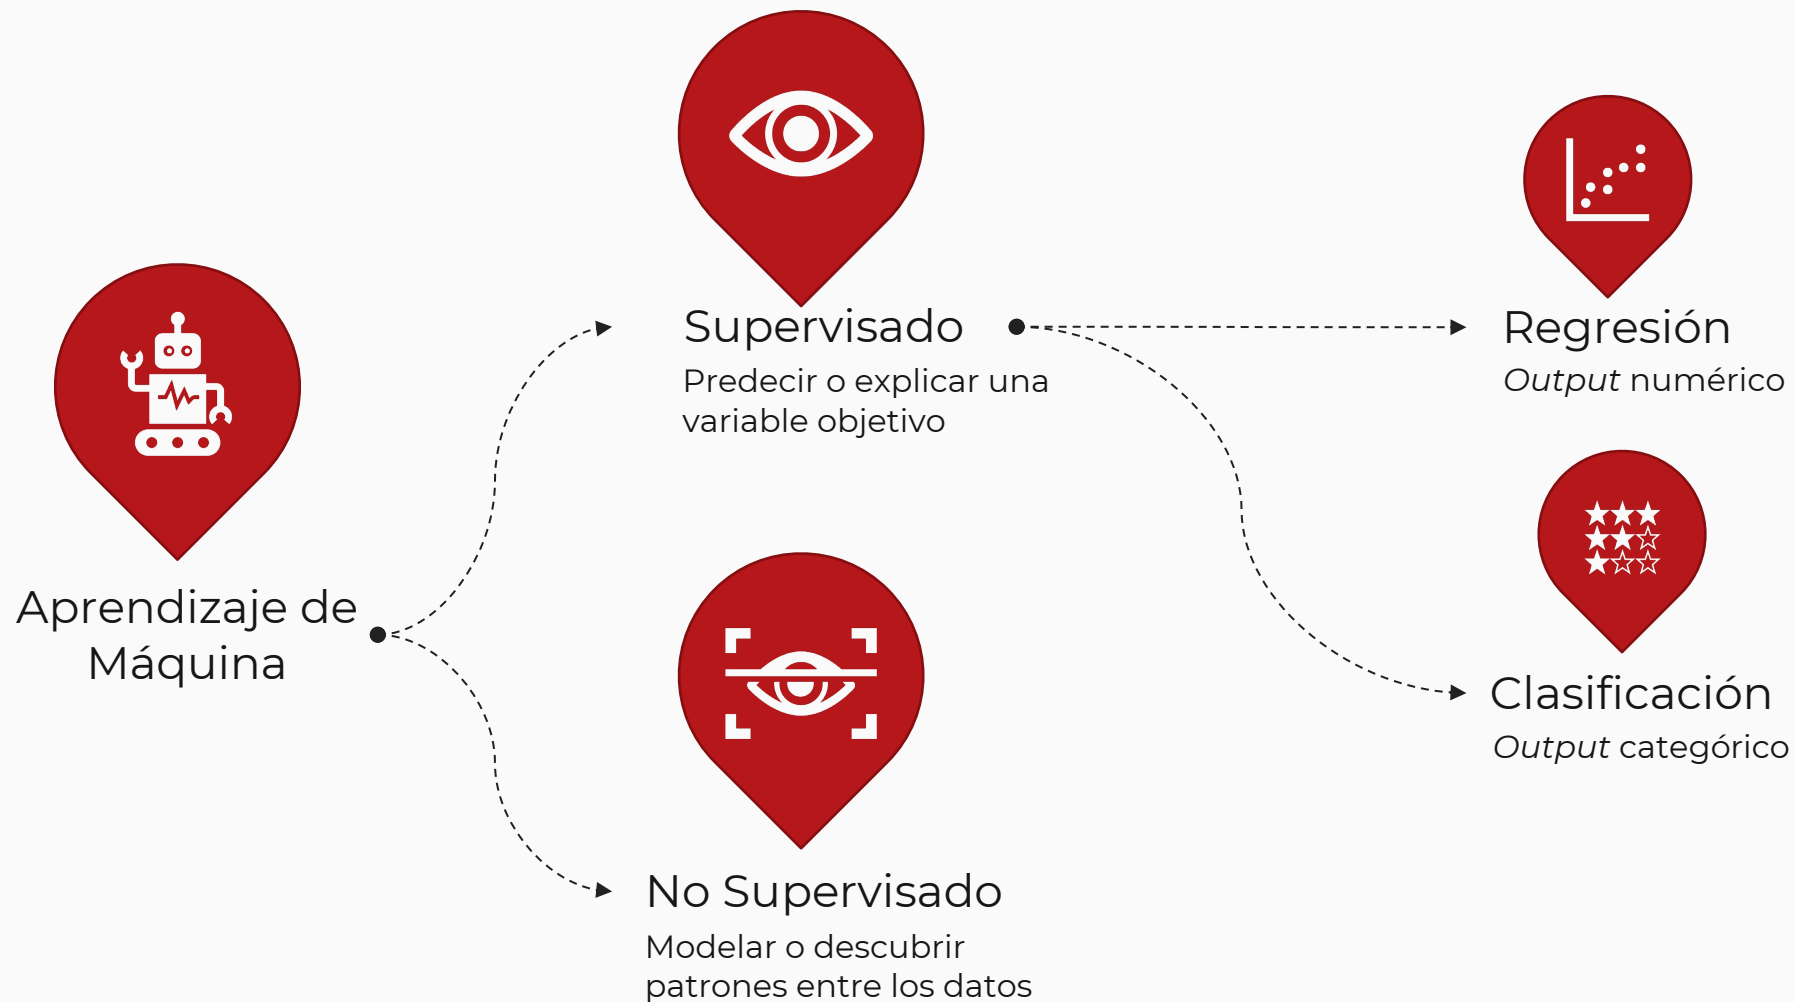 Aprendizaje de
Máquina
Supervisado
Predecir o explicar una
variable objetivo
No Supervisado
Modelar o descubrir
patrones entre los datos
Regresión
Output numérico
Clasificación
Output categórico